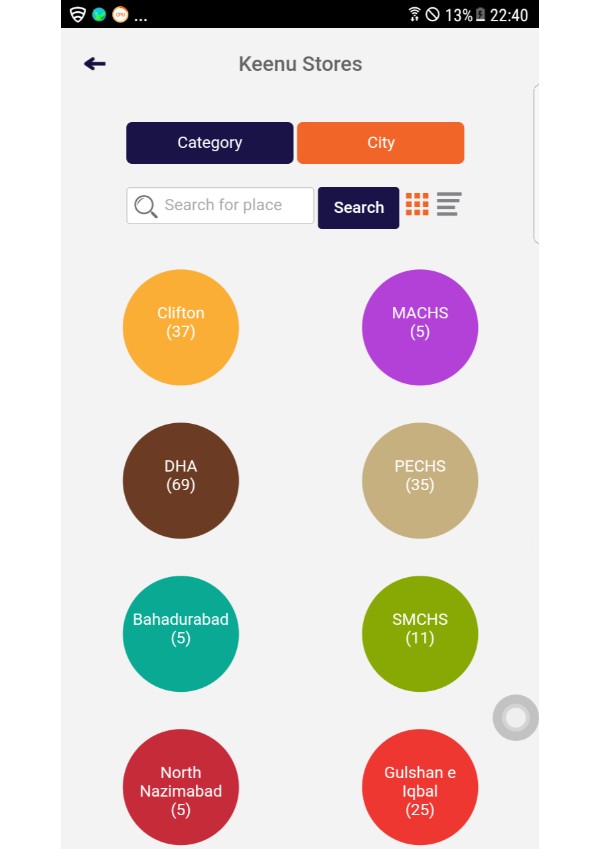 ... 13% 22:40
Keenu Stores
Category City
Search for place Search
Clifton
(37)
MACHS
(5)
DHA
(69)
PECHS
(35)
Bahadurabad
(5)
SMCHS
(11)
North
Nazimabad
(5)
Gulshan e
Iqbal
(25)